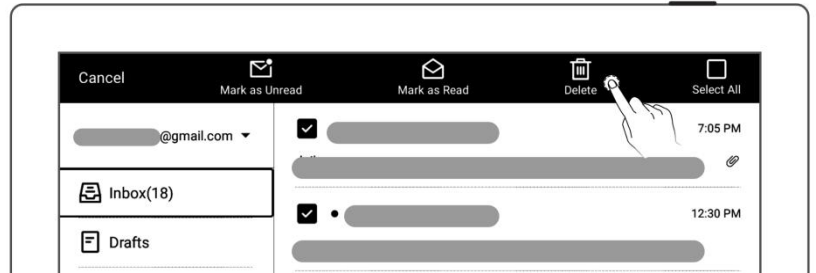 Cancel
Mark as Unread
Mark as Read
Delete
Select All
@gmail.com
7:05 PM
Inbox(18)
12:30 PM
Drafts